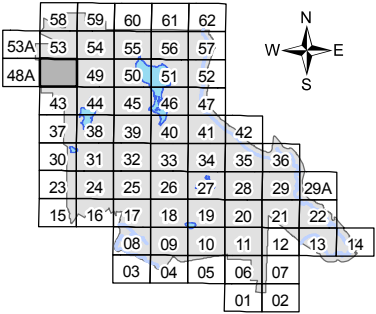 58 59 60 61 62
N
53A 53 54 55 56 57
W E
48A 49 50 51 52
S
43 44 45 46 47
37 38 39 40 41 42
30 31 32 33 34 35 36
23 24 25 26 27 28 29 29A
15 16 17 18 19 20 21 22
08 09 10 11 12 13 14
03 04 05 06 07
01 02